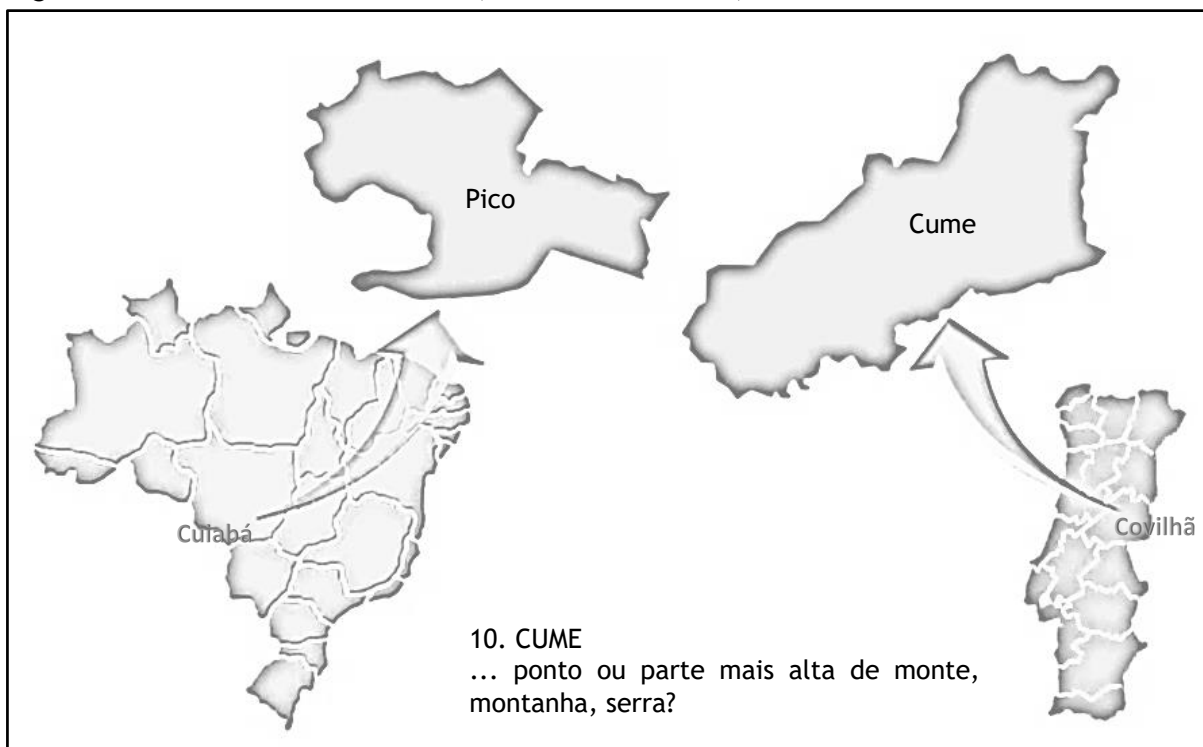 Pico
Cume
Cuiabá
Covilhã
10. CUME
... ponto ou parte mais alta de monte,
montanha, serra?